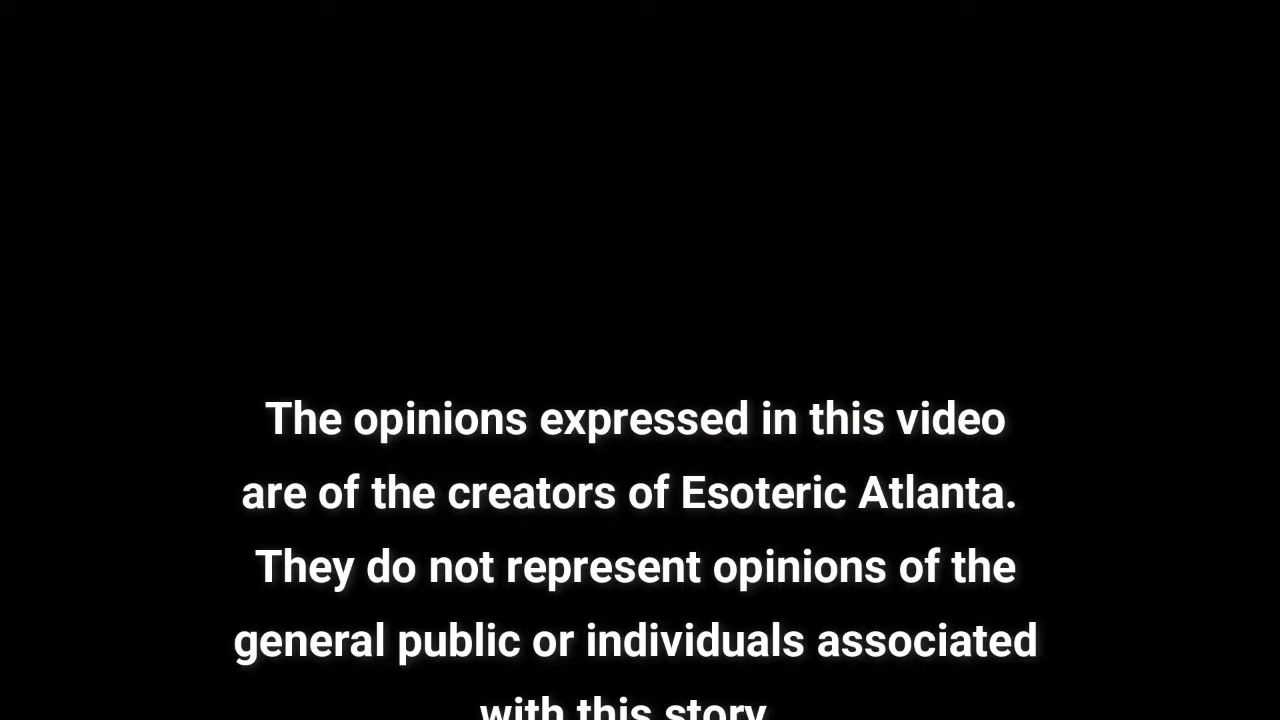 The opinions expressed in this video
are of the creators of Esoteric Atlanta.
They do not represent opinions of the
general public or individuals associated
with this story